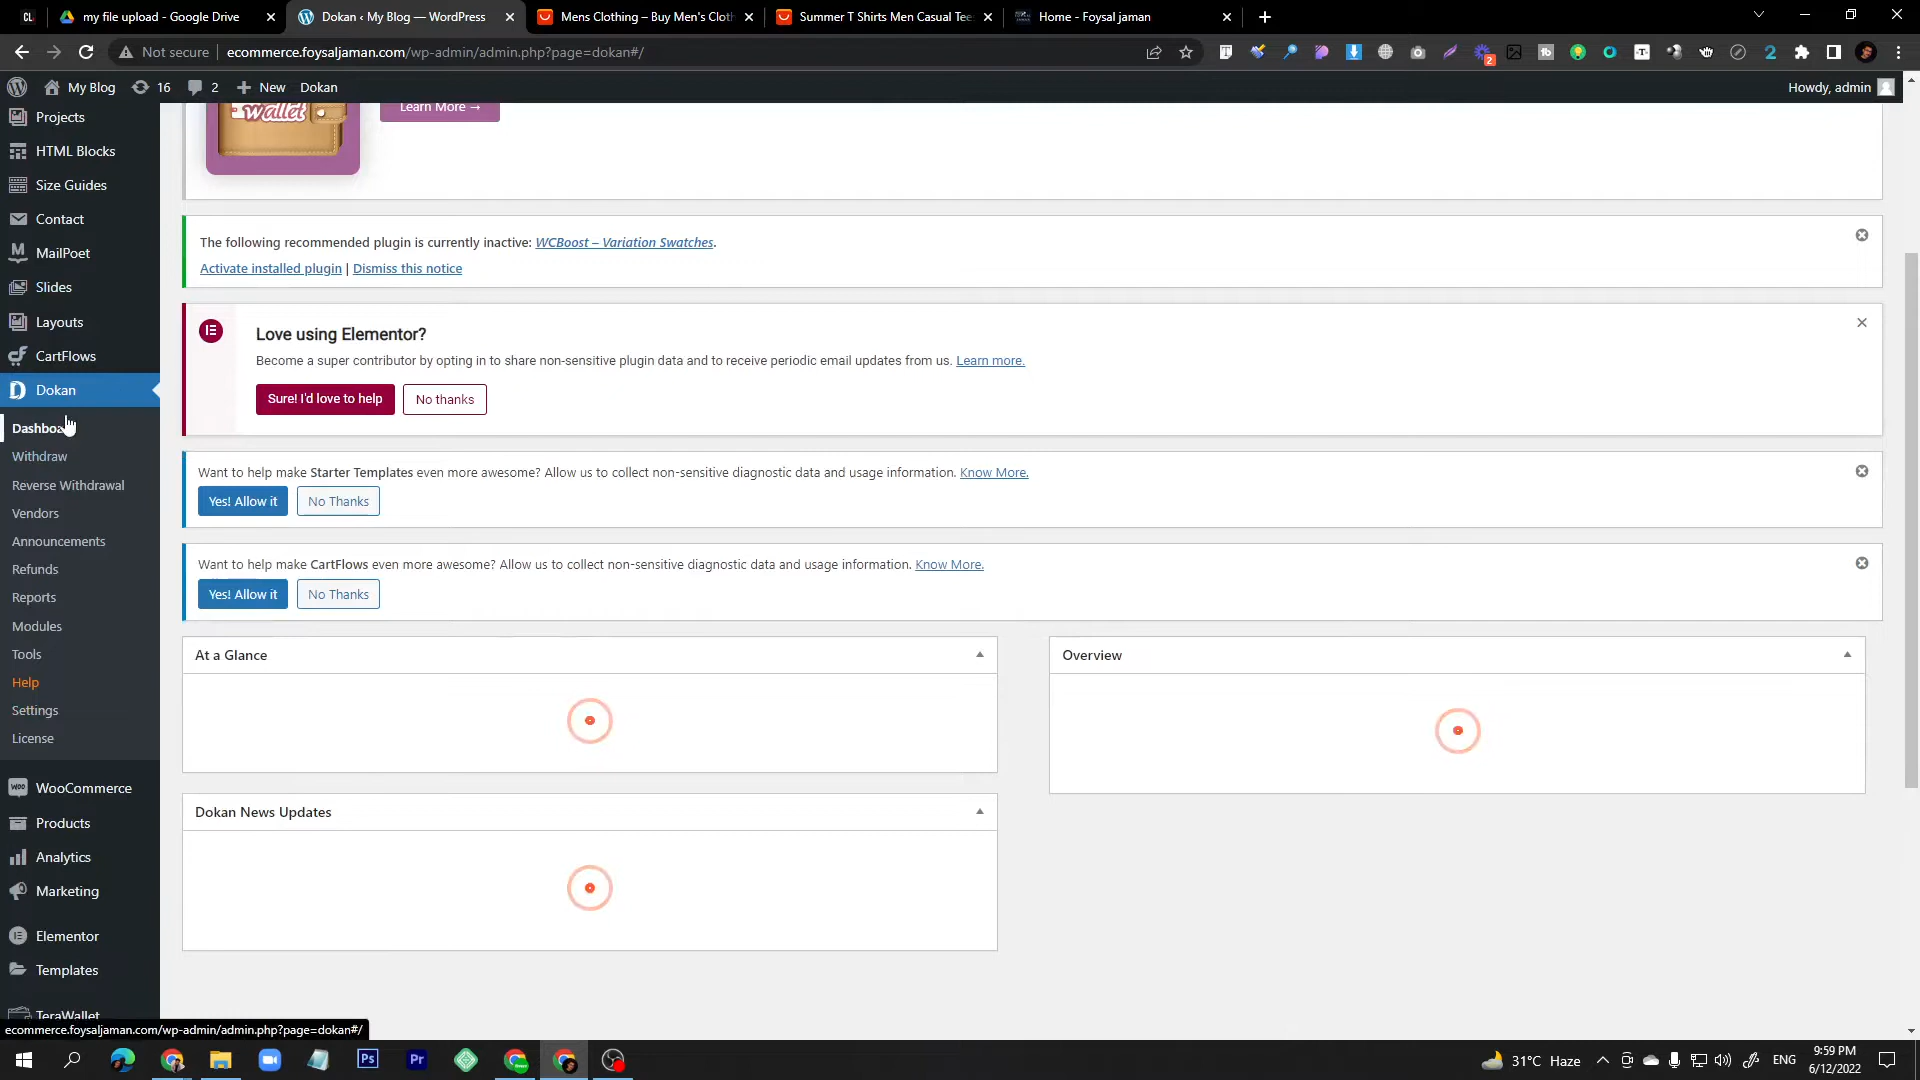 my file upload - Google Drive
Dokan ‹ My Blog — WordPress
Mens Clothing – Buy Men's Cloth
Summer T Shirts Men Casual Tee
Home - Foysal jaman
Not secure
ecommerce.foysaljaman.com/wp-admin/admin.php?page=dokan#/
My Blog
16
2
New
Dokan
Howdy, admin
Projects
HTML Blocks
Size Guides
Contact
MailPoet
Slides
Layouts
CartFlows
Dokan
Withdraw
Reverse Withdrawal
Vendors
Announcements
Refunds
Reports
Modules
Tools
Help
Settings
License
WooCommerce
Products
Analytics
Marketing
Elementor
Templates
TeraWallet
wallet
Learn More →
The following recommended plugin is currently inactive: WCBoost – Variation Swatches.
Activate installed plugin | Dismiss this notice
Love using Elementor?
Become a super contributor by opting in to share non-sensitive plugin data and to receive periodic email updates from us. Learn more.
Sure! I'd love to help
No thanks
Want to help make Starter Templates even more awesome? Allow us to collect non-sensitive diagnostic data and usage information. Know More.
Yes! Allow it
No Thanks
Want to help make CartFlows even more awesome? Allow us to collect non-sensitive diagnostic data and usage information. Know More.
Yes! Allow it
No Thanks
At a Glance
Overview
Dokan News Updates
ecommerce.foysaljaman.com/wp-admin/admin.php?page=dokan#/
Ps
Pr
31°C Haze
ENG
9:59 PM
6/12/2022